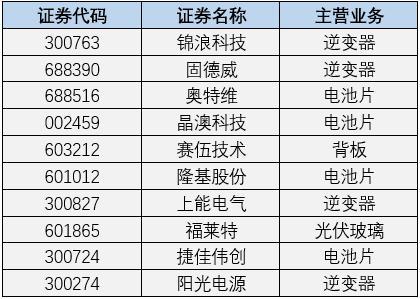 证券代码 证券名称 主营业务
300763 锦浪科技 逆变器
688390 固德威 逆变器
688516 奥特维 电池片
002459 晶澳科技 电池片
603212 赛伍技术 背板
601012 隆基股份 电池片
300827 上能电气 逆变器
601865 福莱特 光伏玻璃
300724 捷佳伟创 电池片
300274 阳光电源 逆变器